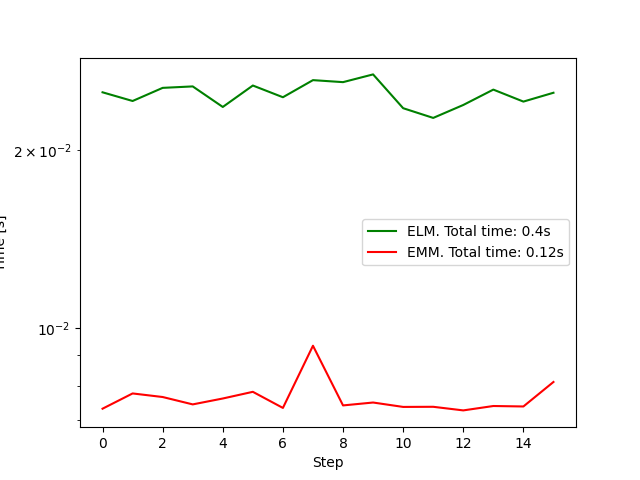 2 × 10⁻²
10⁻²
Time [s]
ELM. Total time: 0.4s
EMM. Total time: 0.12s
0 2 4 6 8 10 12 14
Step